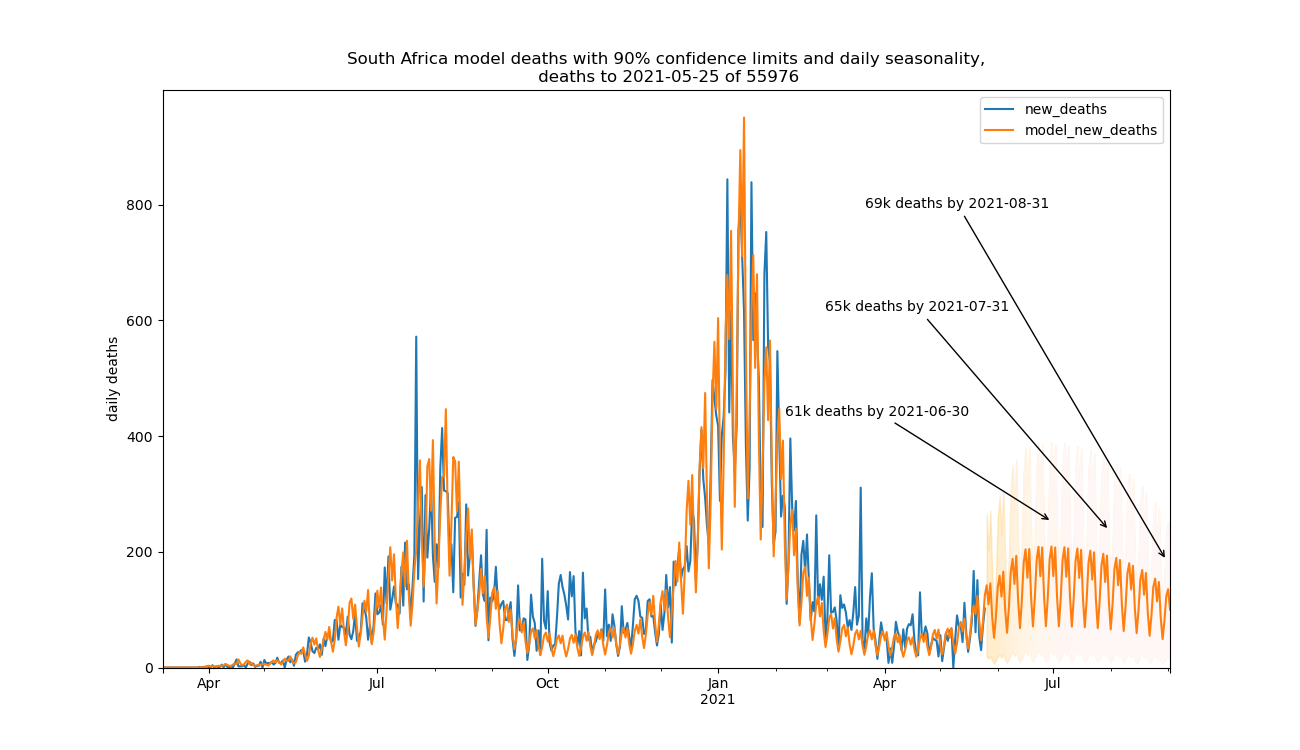 South Africa model deaths with 90% confidence limits and daily seasonality,
deaths to 2021-05-25 of 55976
new_deaths
model_new_deaths
800
600
400
200
0
daily deaths
69k deaths by 2021-08-31
65k deaths by 2021-07-31
61k deaths by 2021-06-30
Apr
Jul
Oct
Jan
2021
Apr
Jul